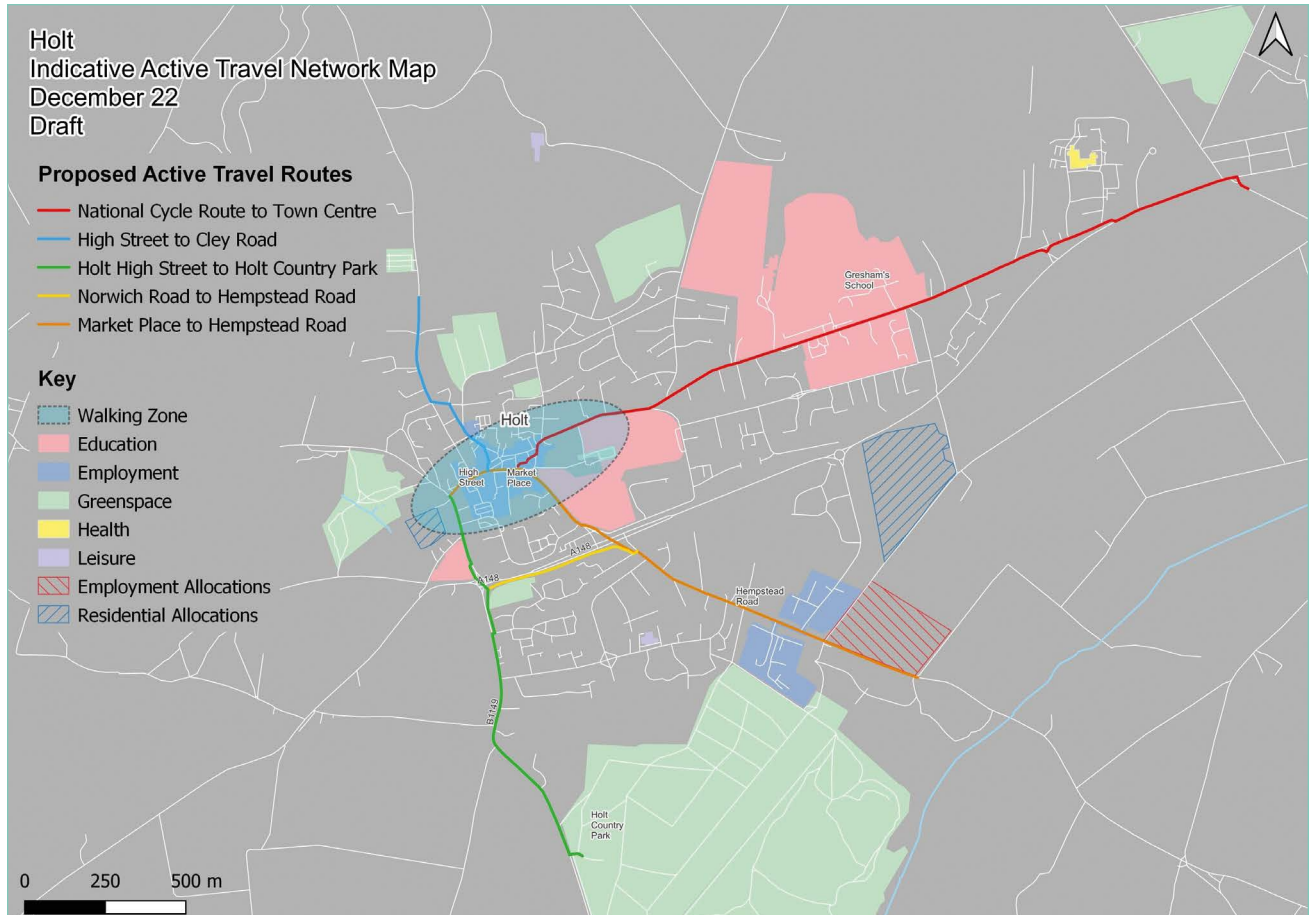 Holt
Indicative Active Travel Network Map
December 22
Draft
Proposed Active Travel Routes
National Cycle Route to Town Centre
High Street to Cley Road
Holt High Street to Holt Country Park
Norwich Road to Hempstead Road
Market Place to Hempstead Road
Key
Walking Zone
Education
Employment
Greenspace
Health
Leisure
Employment Allocations
Residential Allocations
Gresham's
School
Holt
High
Street
Market
Place
A148
A148
Hempstead
Road
B1149
Holt
Country
Park
0 250 500 m